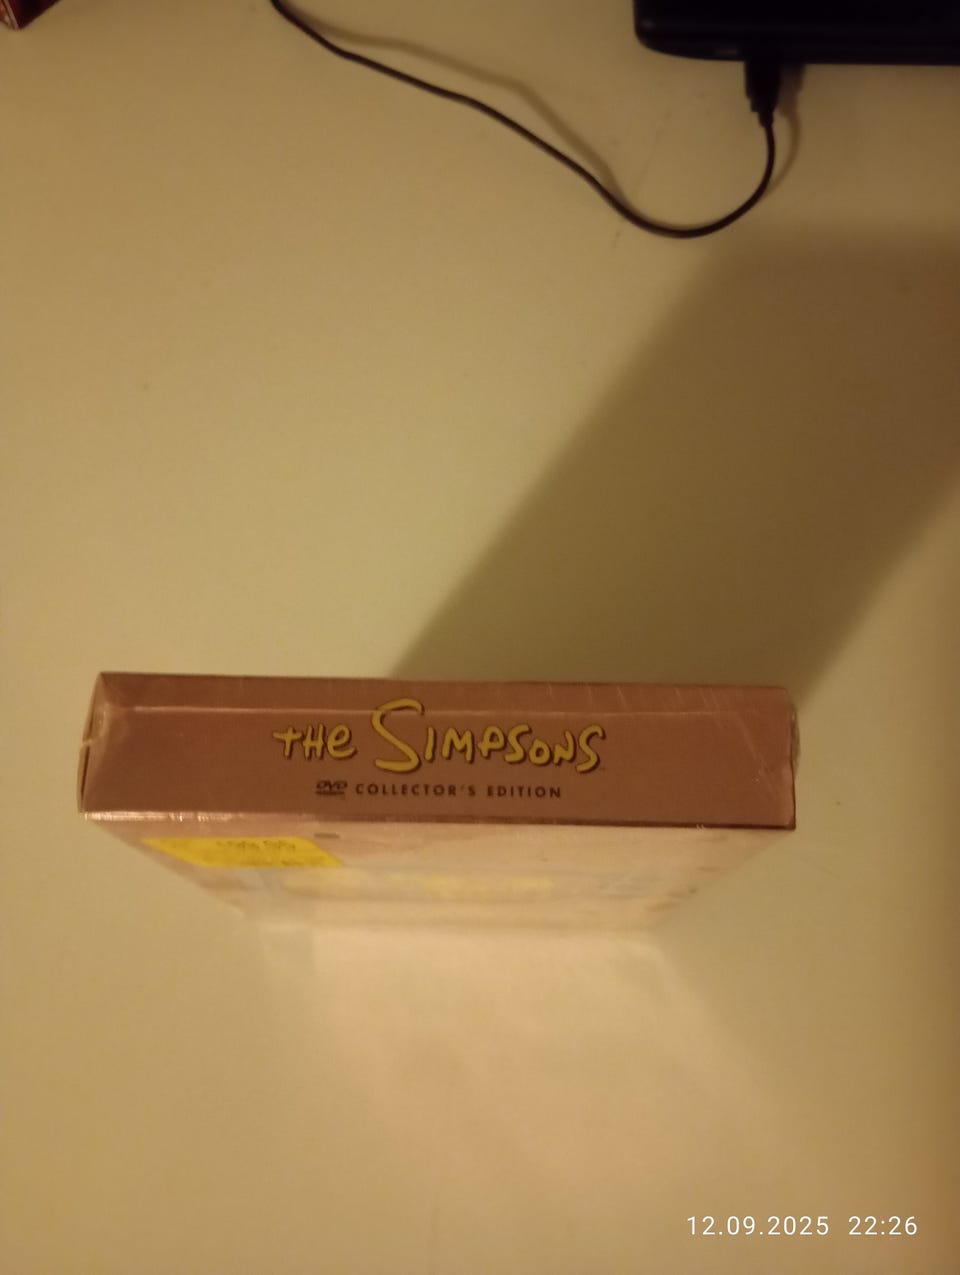 THE SIMPSONS
DVD COLLECTOR'S EDITION
12.09.2025 22:26